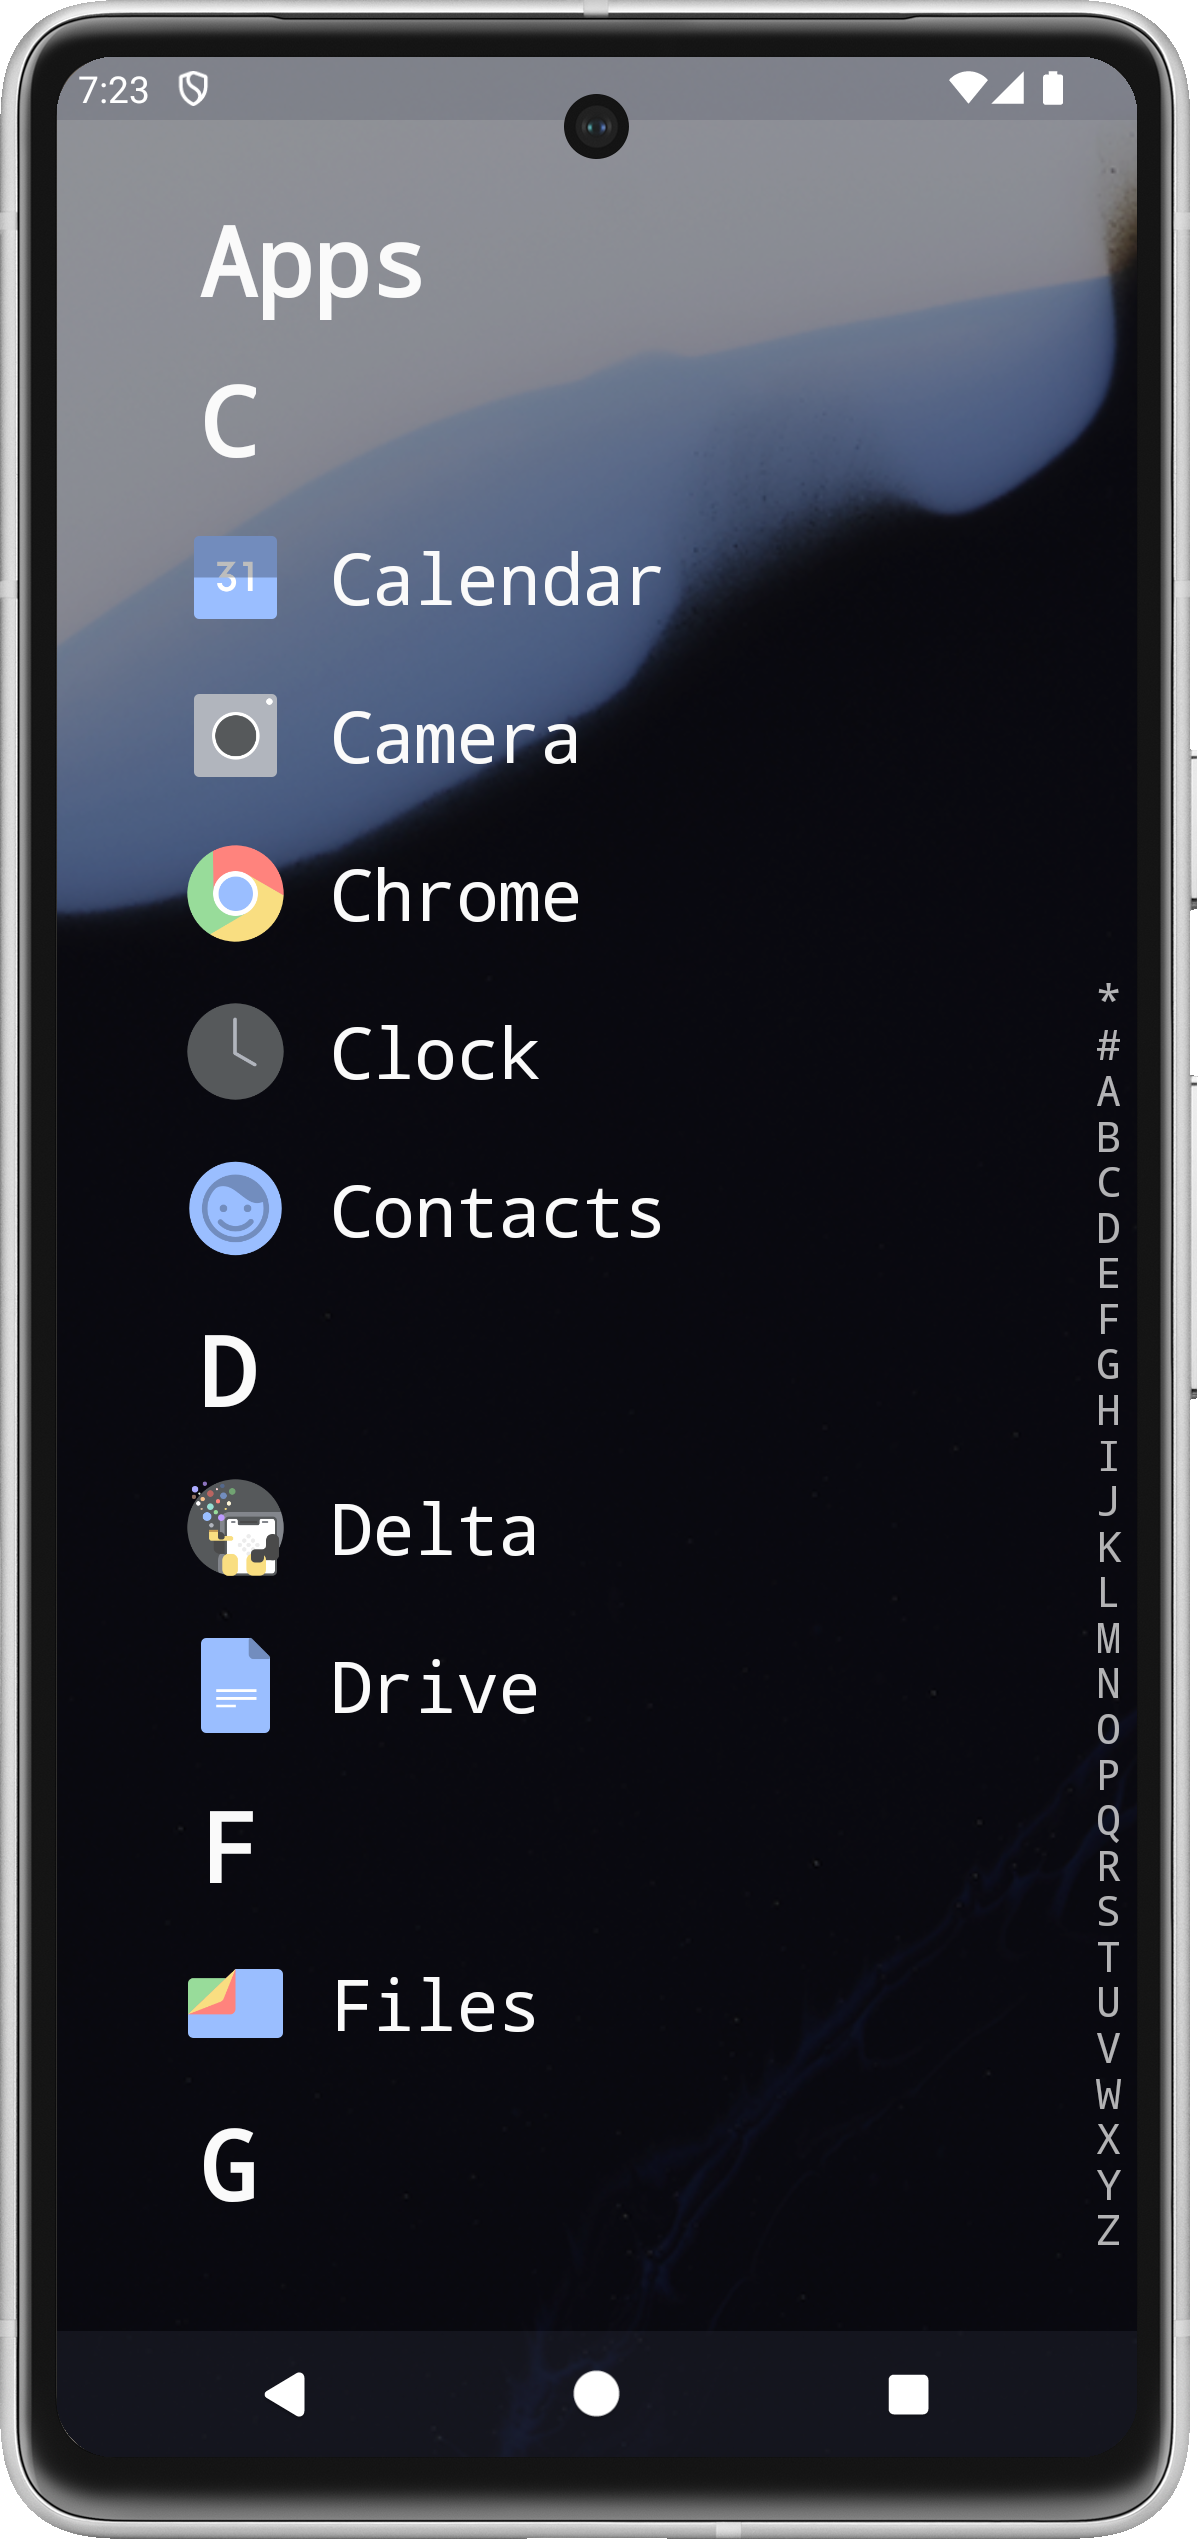 7:23
Apps
C
31
Calendar
Camera
Chrome
Clock
Contacts
D
Delta
Drive
F
Files
G
*
#
A
B
C
D
E
F
G
H
I
J
K
L
M
N
O
P
Q
R
S
T
U
V
W
X
Y
Z